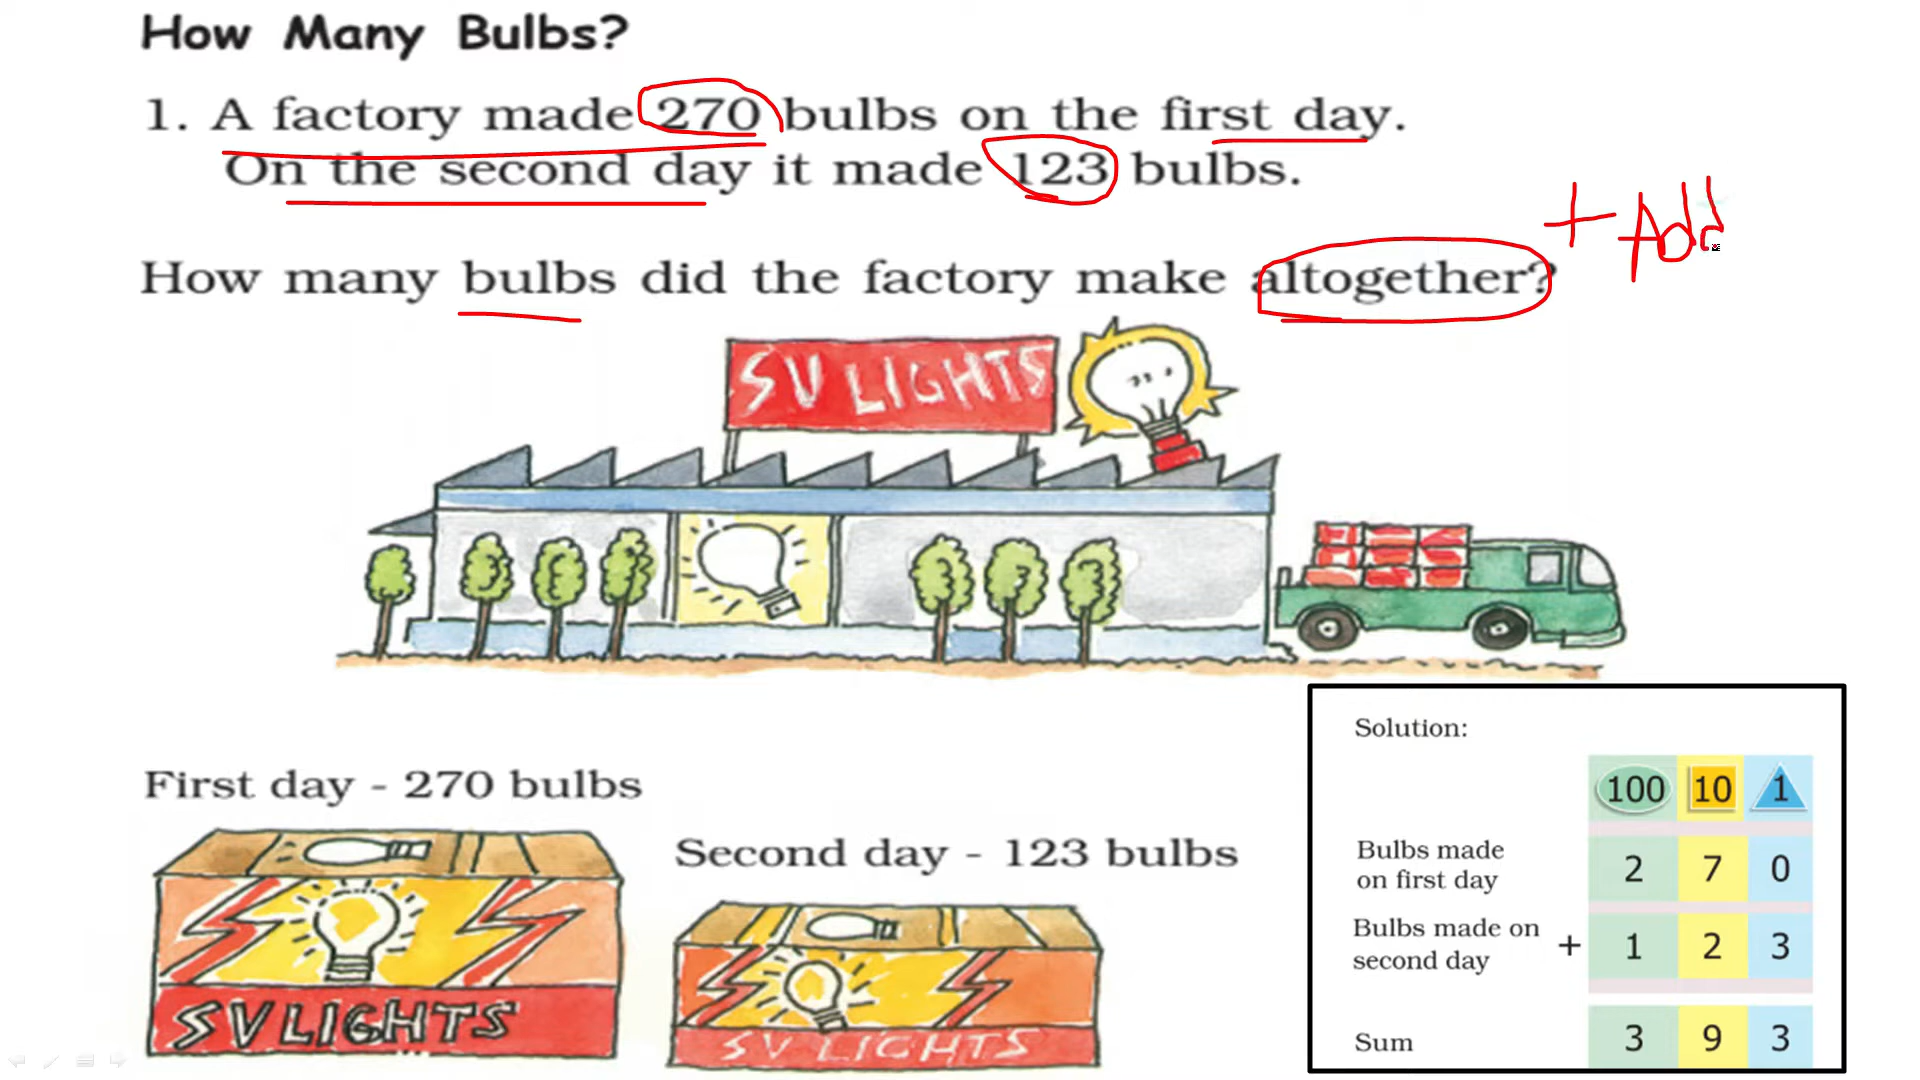 How Many Bulbs?
1. A factory made 270 bulbs on the first day.
On the second day it made 123 bulbs.
+ Add
How many bulbs did the factory make altogether?
SV LIGHTS
First day - 270 bulbs
Second day - 123 bulbs
SV LIGHTS
SV LIGHTS
Solution:
100 10 1
Bulbs made
on first day
2 7 0
Bulbs made on
second day
+ 1 2 3
Sum 3 9 3